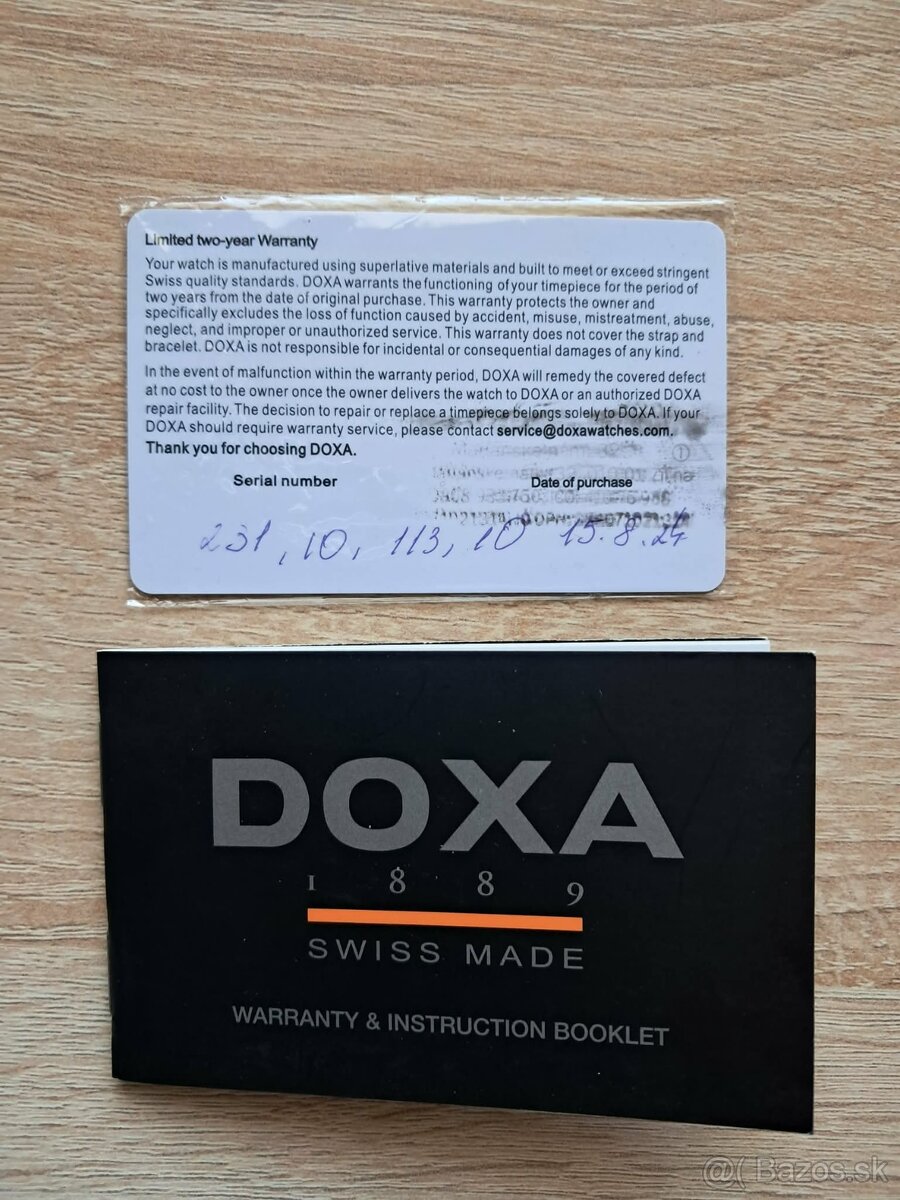 Limited two-year Warranty
Your watch is manufactured using superlative materials and built to meet or exceed stringent
Swiss quality standards. DOXA warrants the functioning of your timepiece for the period of
two years from the date of original purchase. This warranty protects the owner and
specifically excludes the loss of function caused by accident, misuse, mistreatment, abuse,
neglect, and improper or unauthorized service. This warranty does not cover the strap and
bracelet. DOXA is not responsible for incidental or consequential damages of any kind.
In the event of malfunction within the warranty period, DOXA will remedy the covered defect
at no cost to the owner once the owner delivers the watch to DOXA or an authorized DOXA
repair facility. The decision to repair or replace a timepiece belongs solely to DOXA. If your
DOXA should require warranty service, please contact service@doxawatches.com.
Thank you for choosing DOXA.
Serial number Date of purchase
231, 10, 113, 10 15.8.24
DOXA
1889
SWISS MADE
WARRANTY & INSTRUCTION BOOKLET
@( Bazos.sk